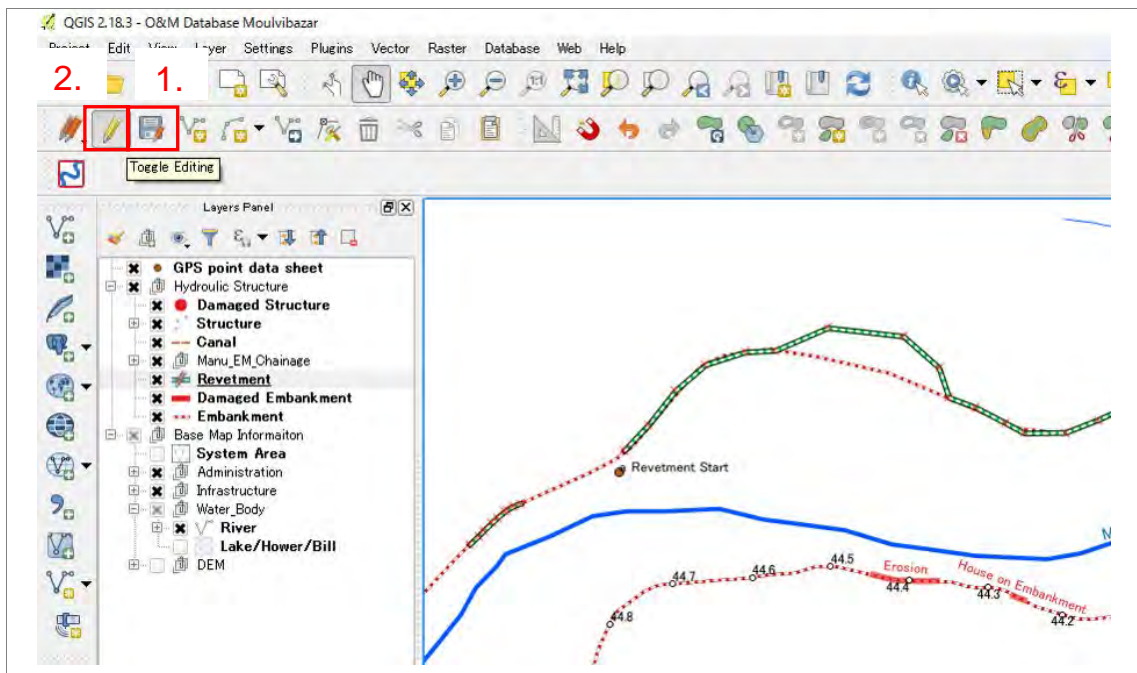 QGIS 2.18.3 - O&M Database Moulvibazar
Project Edit View Layer Settings Plugins Vector Raster Database Web Help
2. 1.
Toggle Editing
Layers Panel
GPS point data sheet
Hydroulic Structure
Damaged Structure
Structure
Canal
Manu_EM_Chainage
Revetment
Damaged Embankment
Embankment
Base Map Informaiton
System Area
Administration
Infrastructure
Water_Body
River
Lake/Hower/Bill
DEM
Revetment Start
M
44.8
44.7
44.6
44.5
Erosion
44.4
House on Embankment
44.3
44.2